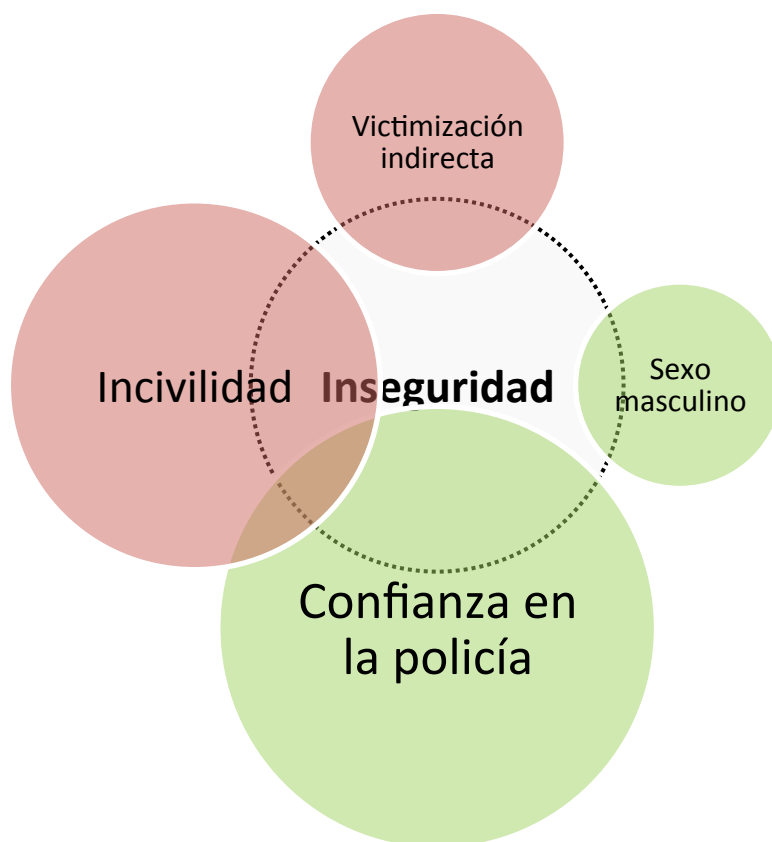 Victimización
indirecta
Incivilidad
Inseguridad
Sexo
masculino
Confianza en
la policía